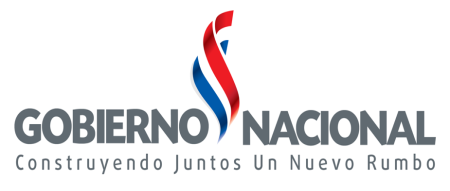 GOBIERNO NACIONAL
Construyendo Juntos Un Nuevo Rumbo